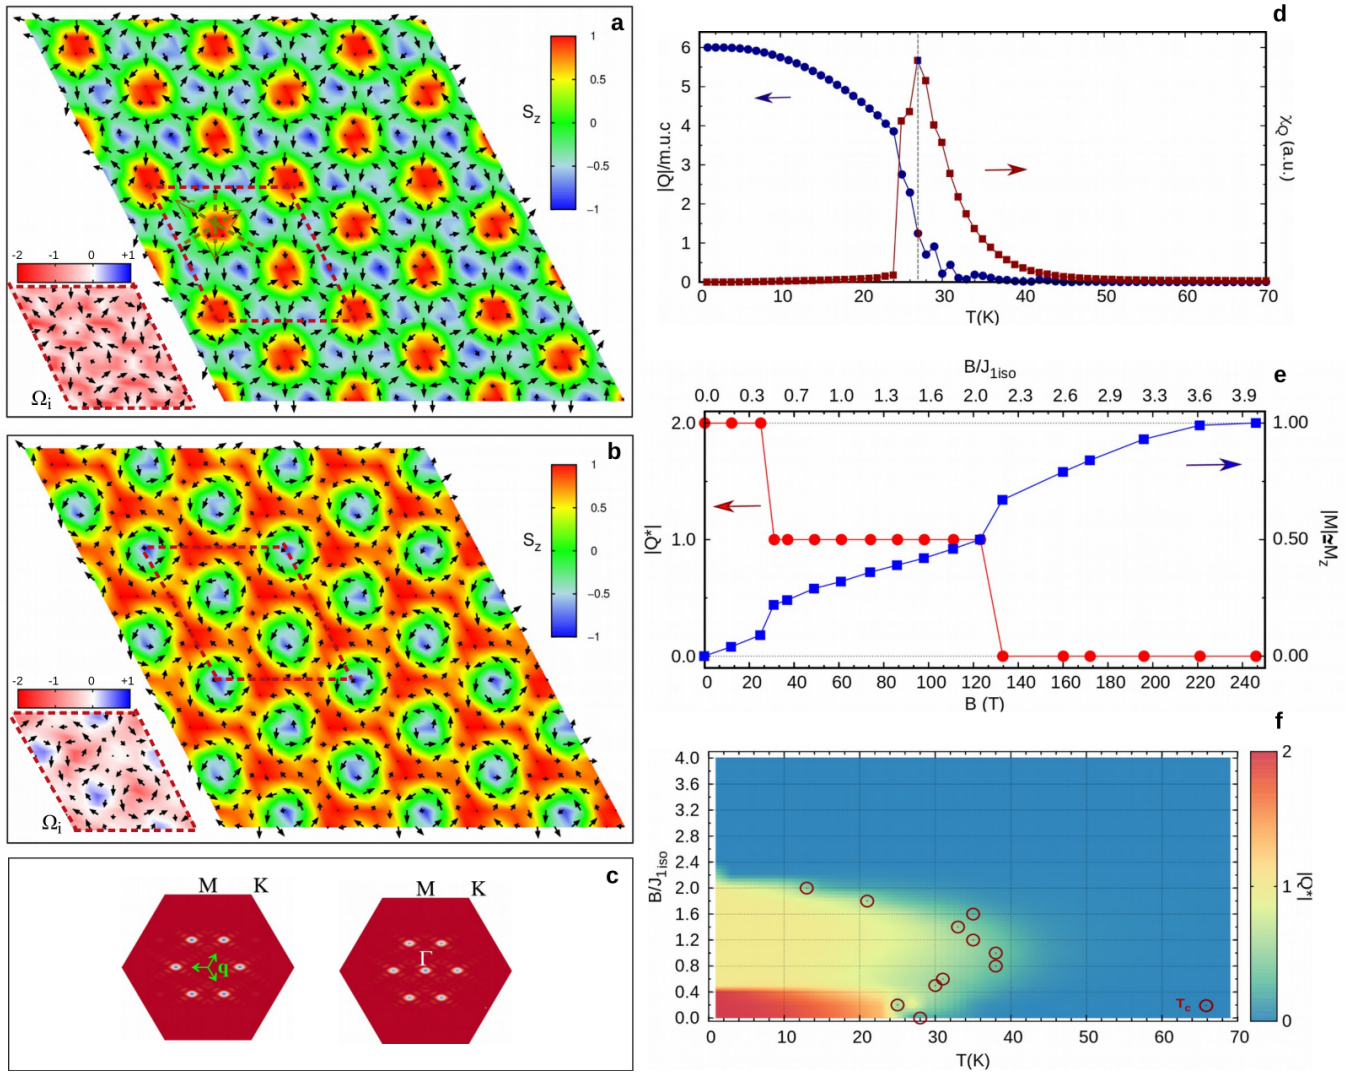 a
1
0.5
S_z
0
−0.5
−1
-2 -1 0 +1
Ω_i
b
1
0.5
S_z
0
−0.5
−1
-2 -1 0 +1
Ω_i
c
M K
q
M K
Γ
d
6
5
4
3
2
1
0
|Q|/m.u.c
χ_Q (a.u.)
0 10 20 30 40 50 60 70
T(K)
B/J_1iso
e
0.0 0.3 0.7 1.0 1.3 1.6 2.0 2.3 2.6 2.9 3.3 3.6 3.9
2.0 1.00
1.0 0.50
0.0 0.00
|Q*|
|M|≈M_z
0 20 40 60 80 100 120 140 160 180 200 220 240
B (T)
f
4.0
3.6
3.2
2.8
2.4
2.0
1.6
1.2
0.8
0.4
0.0
B/J_1iso
T_c
0 10 20 30 40 50 60 70
T(K)
2
1
0
|Q*|